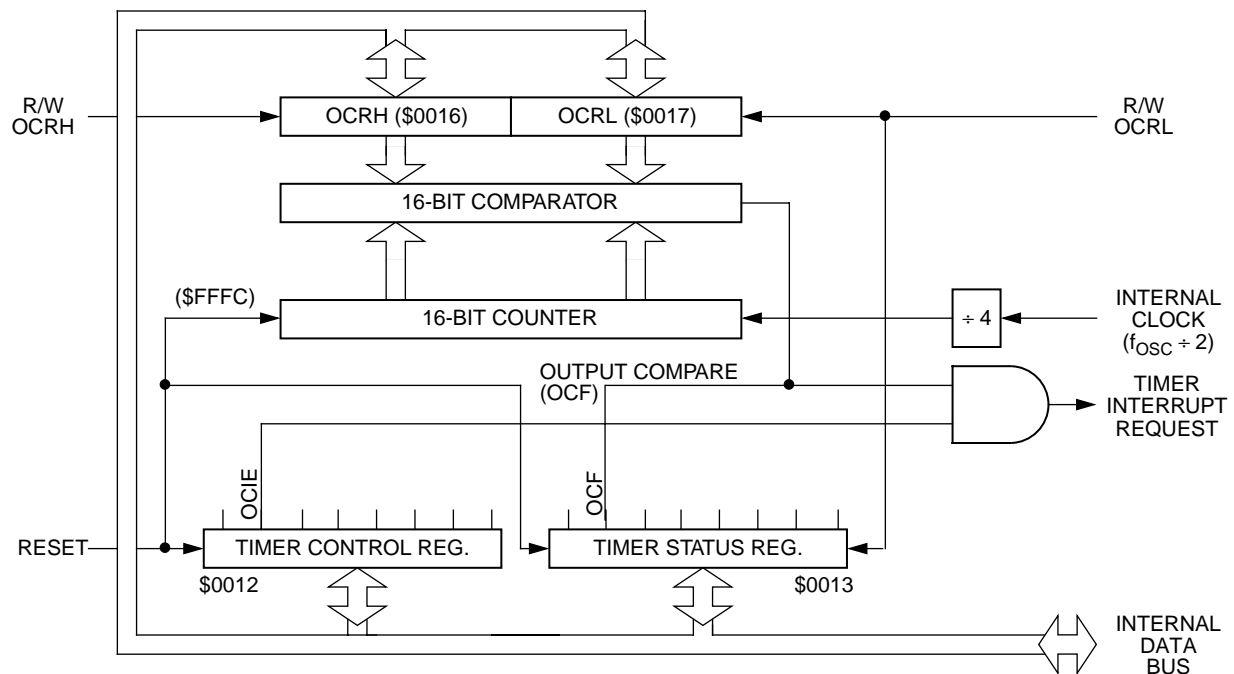 R/W
OCRH
OCRH ($0016)
OCRL ($0017)
R/W
OCRL
16-BIT COMPARATOR
($FFFC)
16-BIT COUNTER
÷ 4
INTERNAL
CLOCK
(fOSC ÷ 2)
OUTPUT COMPARE
(OCF)
TIMER
INTERRUPT
REQUEST
OCIE
OCF
RESET
TIMER CONTROL REG.
TIMER STATUS REG.
$0012
$0013
INTERNAL
DATA
BUS